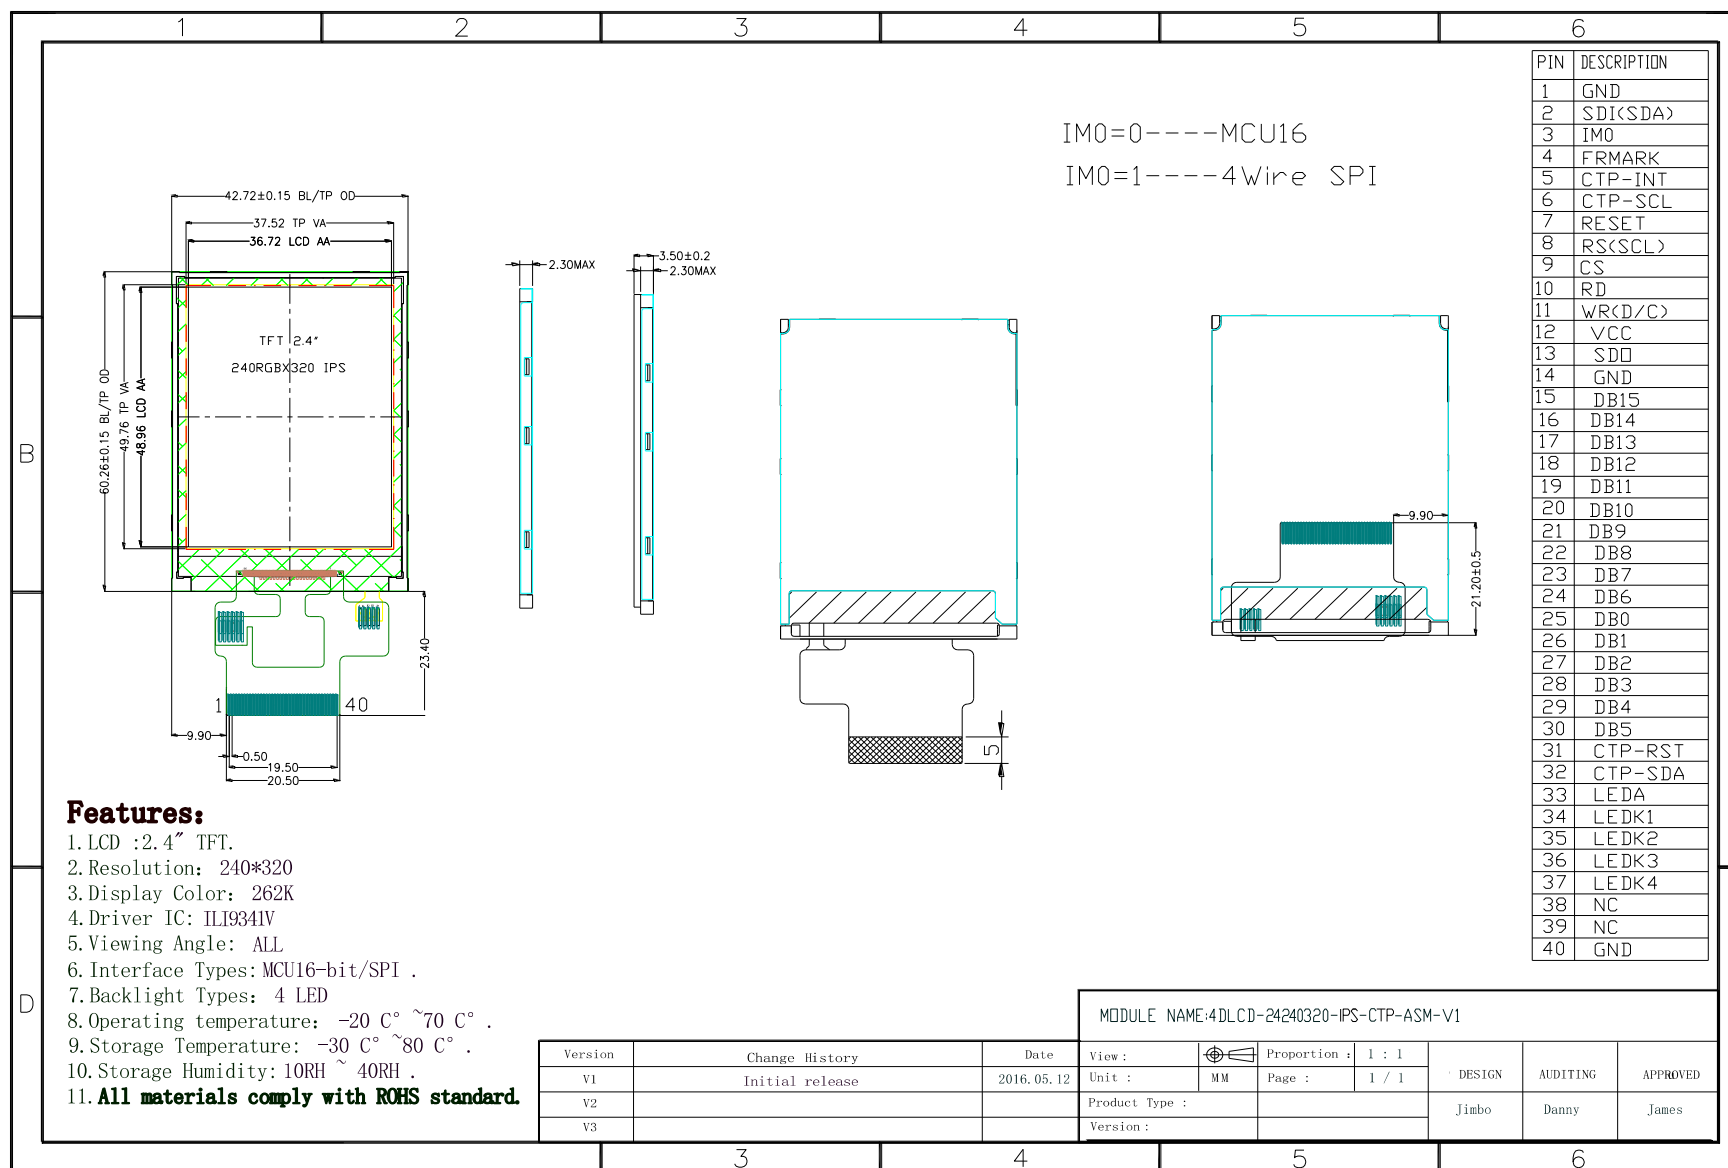 1 2 3 4 5 6
B
D
PIN DESCRIPTION
1 GND
2 SDI(SDA)
3 IM0
4 FRMARK
5 CTP-INT
6 CTP-SCL
7 RESET
8 RS(SCL)
9 CS
10 RD
11 WR(D/C)
12 VCC
13 SDO
14 GND
15 DB15
16 DB14
17 DB13
18 DB12
19 DB11
20 DB10
21 DB9
22 DB8
23 DB7
24 DB6
25 DB0
26 DB1
27 DB2
28 DB3
29 DB4
30 DB5
31 CTP-RST
32 CTP-SDA
33 LEDA
34 LEDK1
35 LEDK2
36 LEDK3
37 LEDK4
38 NC
39 NC
40 GND
IM0=0----MCU16
IM0=1----4Wire SPI
42.72±0.15 BL/TP OD
37.52 TP VA
36.72 LCD AA
60.26±0.15 BL/TP OD
49.76 TP VA
48.96 LCD AA
TFT 2.4"
240RGBX320 IPS
23.40
1 40
9.90
0.50
19.50
20.50
2.30MAX
3.50±0.2
2.30MAX
5
9.90
21.20±0.5
Features:
1.LCD :2.4" TFT.
2.Resolution: 240*320
3.Display Color: 262K
4.Driver IC: ILI9341V
5.Viewing Angle: ALL
6.Interface Types: MCU16-bit/SPI .
7.Backlight Types: 4 LED
8.Operating temperature: -20 C° ~70 C° .
9.Storage Temperature: -30 C° ~80 C° .
10.Storage Humidity: 10RH ~ 40RH .
11.All materials comply with ROHS standard.
Version Change History Date
V1 Initial release 2016.05.12
V2
V3
MODULE NAME:4DLCD-24240320-IPS-CTP-ASM-V1
View : Proportion : 1 : 1
Unit : MM Page : 1 / 1
Product Type :
Version :
DESIGN AUDITING APPROVED
Jimbo Danny James
3 4 5 6